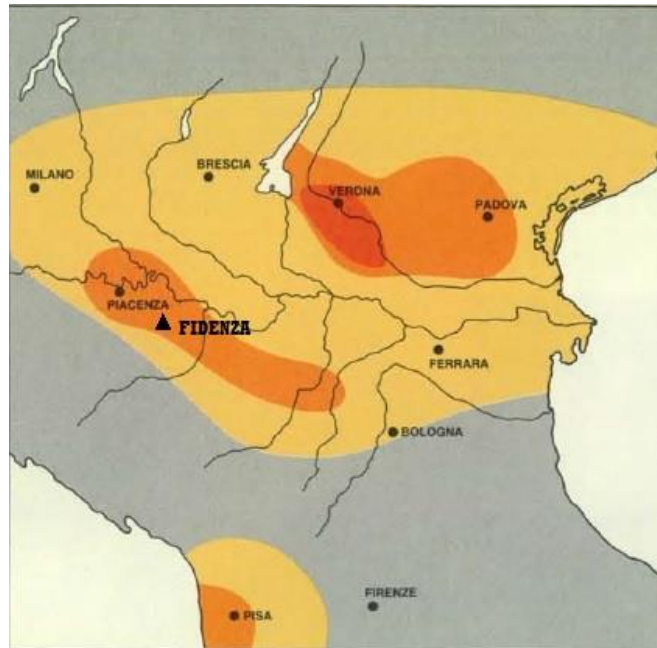 BRESCIA
MILANO
VERONA
PADOVA
PIACENZA
FIDENZA
FERRARA
BOLOGNA
FIRENZE
PISA